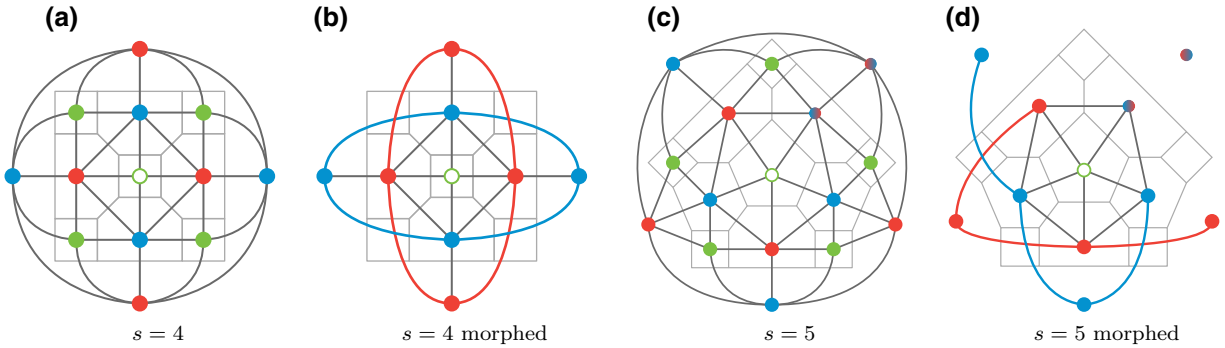 (a)
(b)
(c)
(d)
s = 4
s = 4 morphed
s = 5
s = 5 morphed